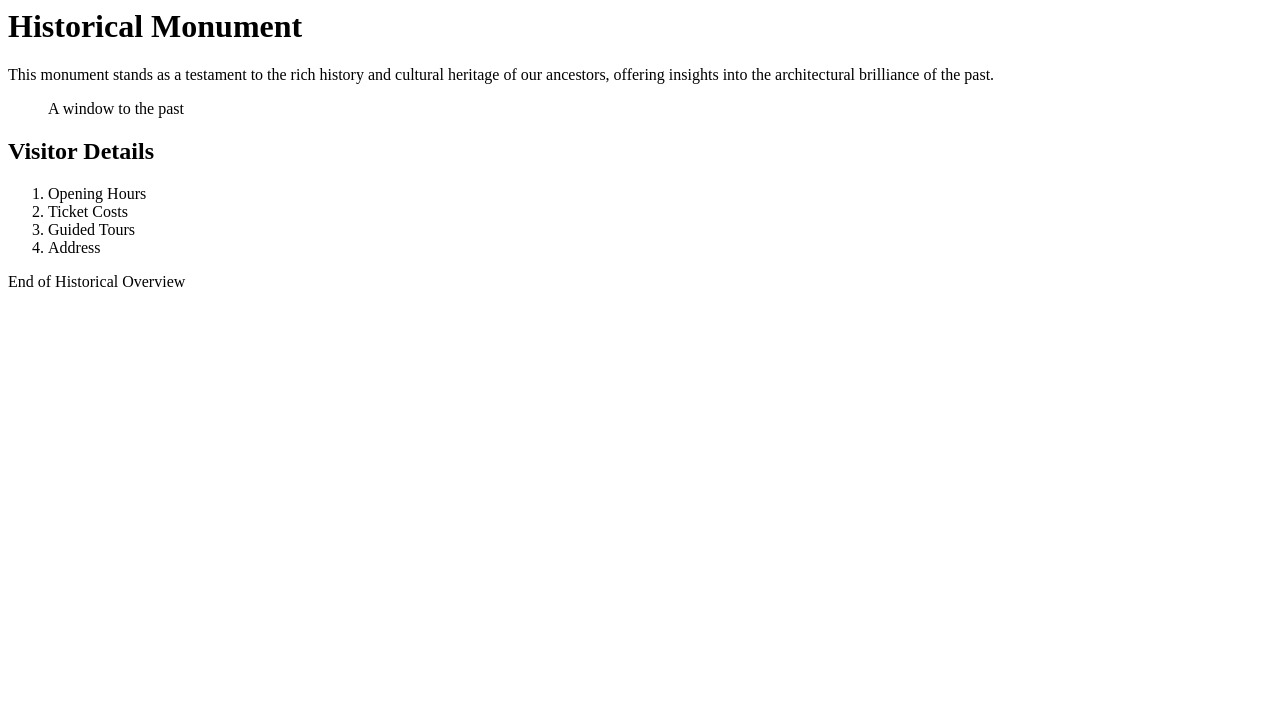 Historical Monument
This monument stands as a testament to the rich history and cultural heritage of our ancestors, offering insights into the architectural brilliance of the past.
A window to the past
Visitor Details
1. Opening Hours
2. Ticket Costs
3. Guided Tours
4. Address
End of Historical Overview